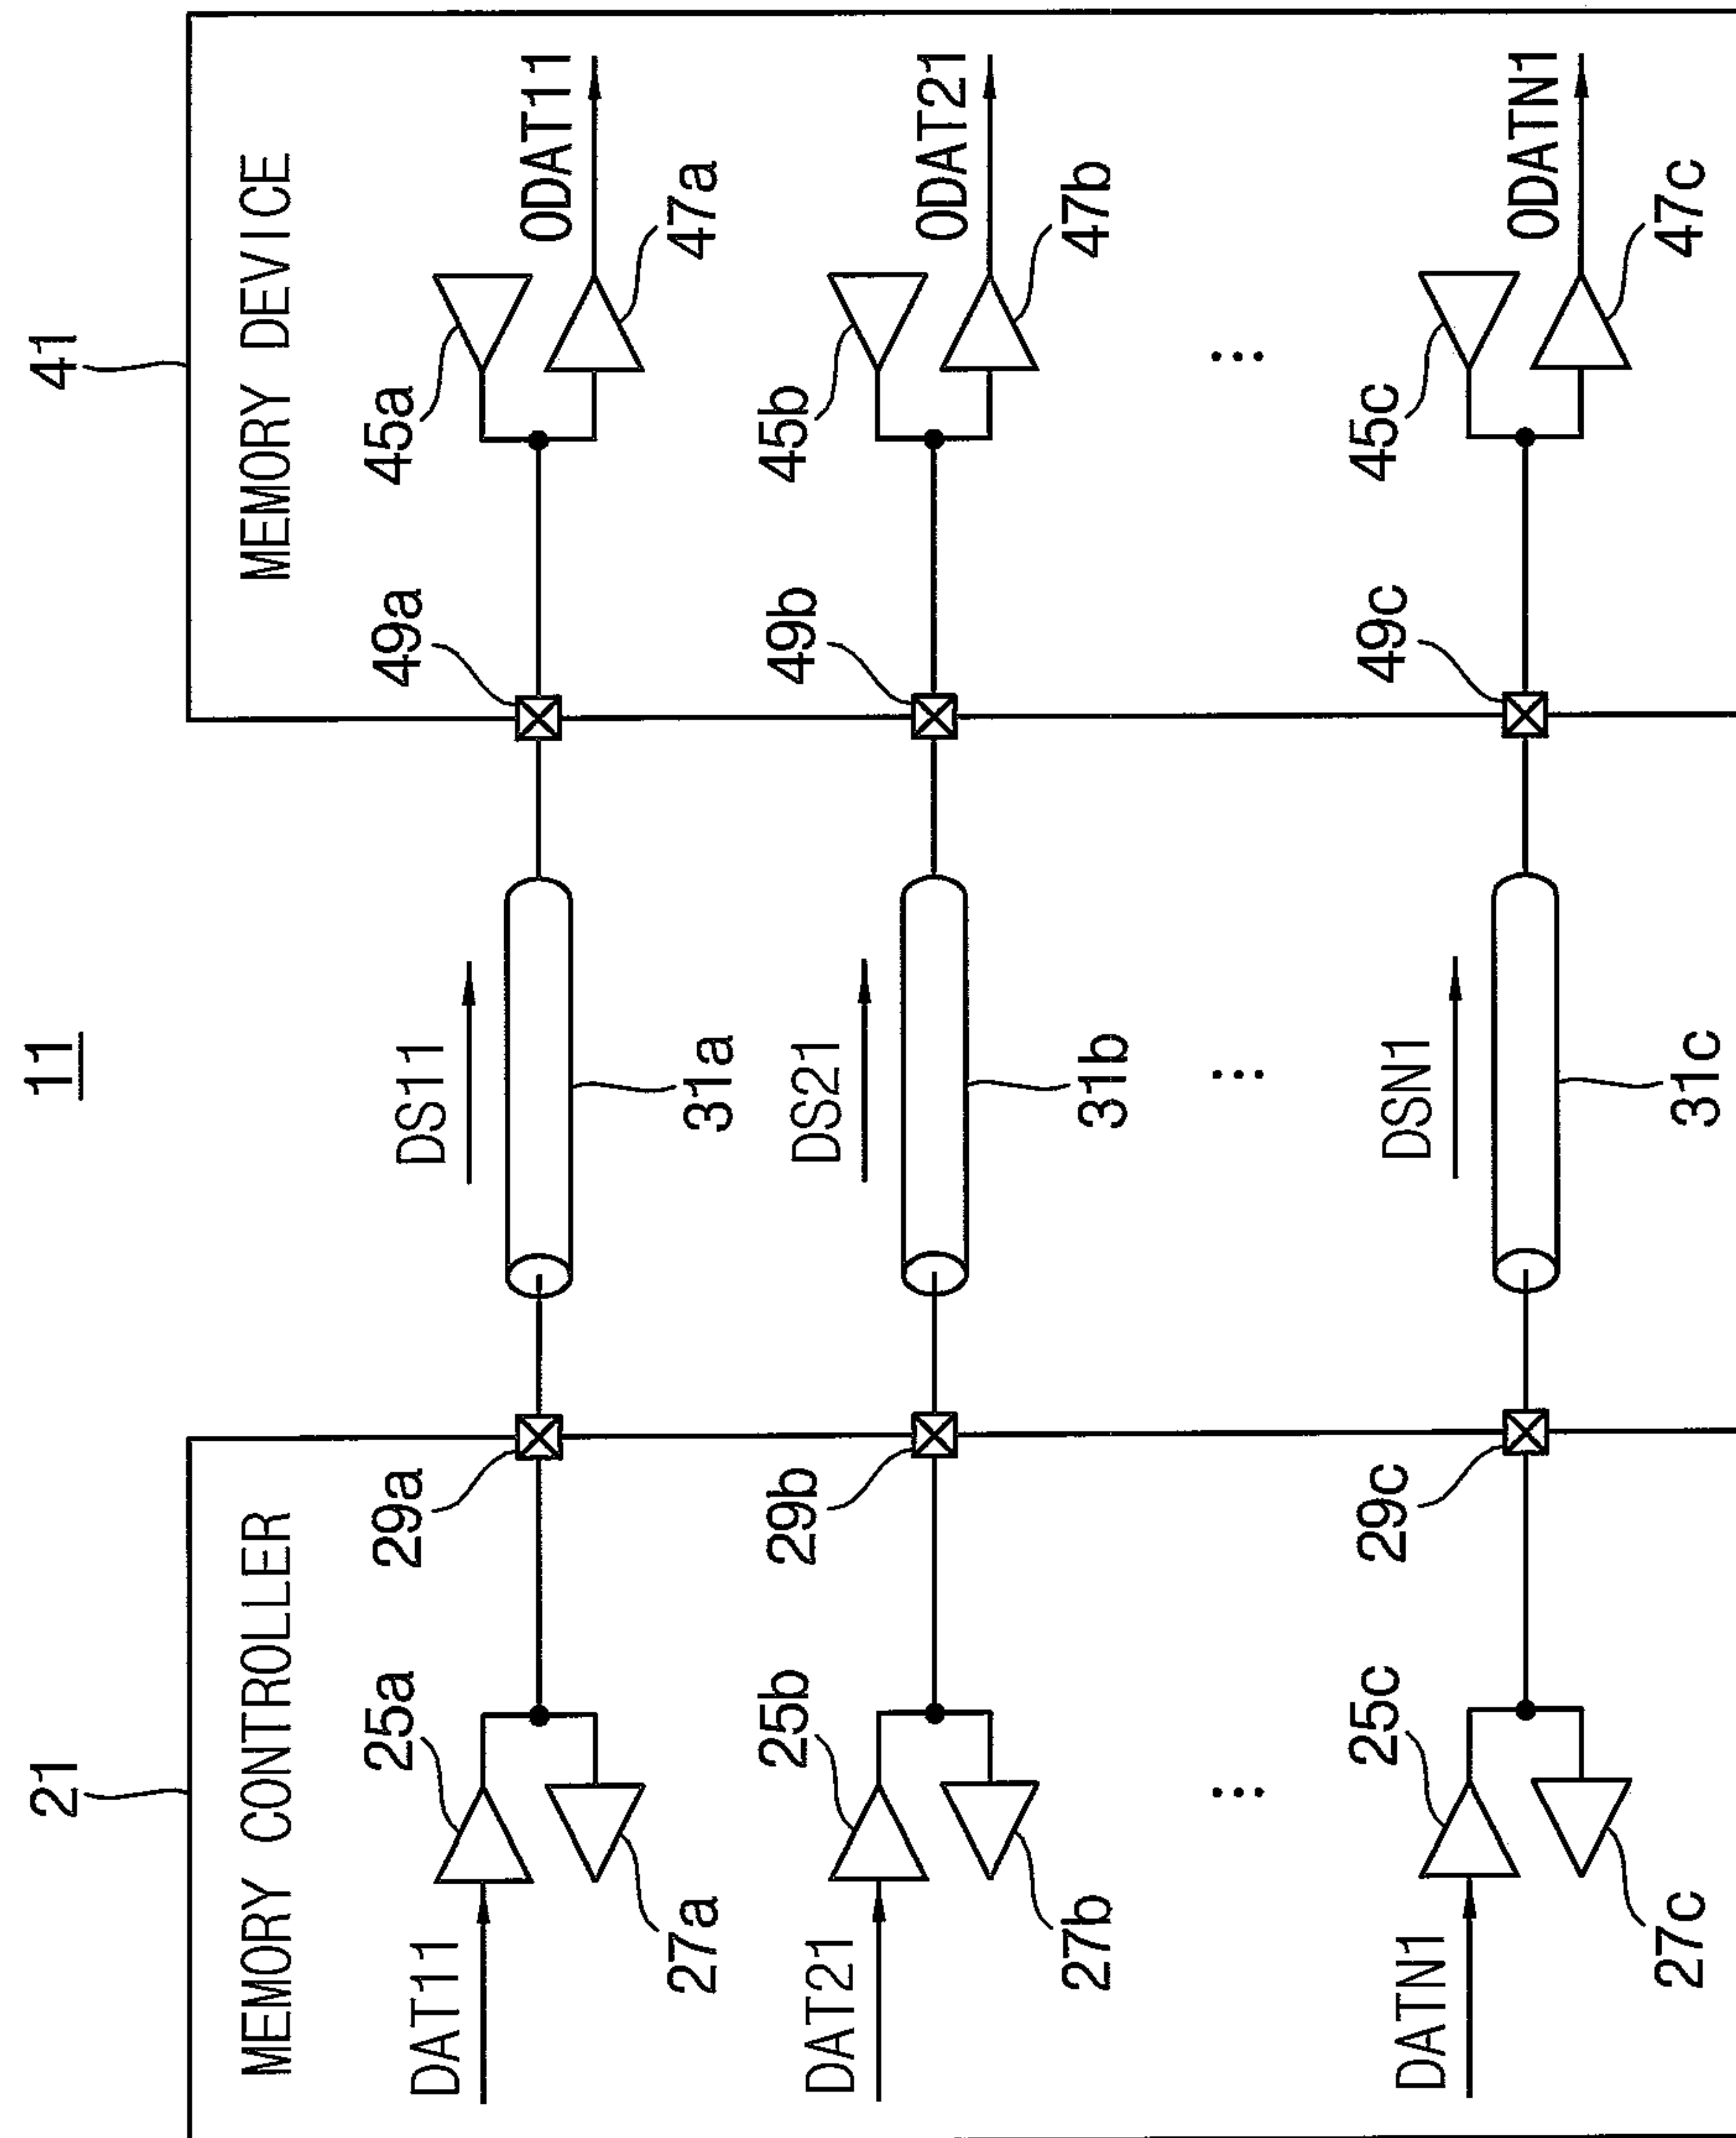 21
11
41
MEMORY CONTROLLER
MEMORY DEVICE
25a
29a
49a
45a
DAT11
DS11
ODAT11
27a
31a
47a
25b
29b
49b
45b
DAT21
DS21
ODAT21
27b
31b
47b
...
...
...
25c
29c
49c
45c
DATN1
DSN1
ODATN1
27c
31c
47c